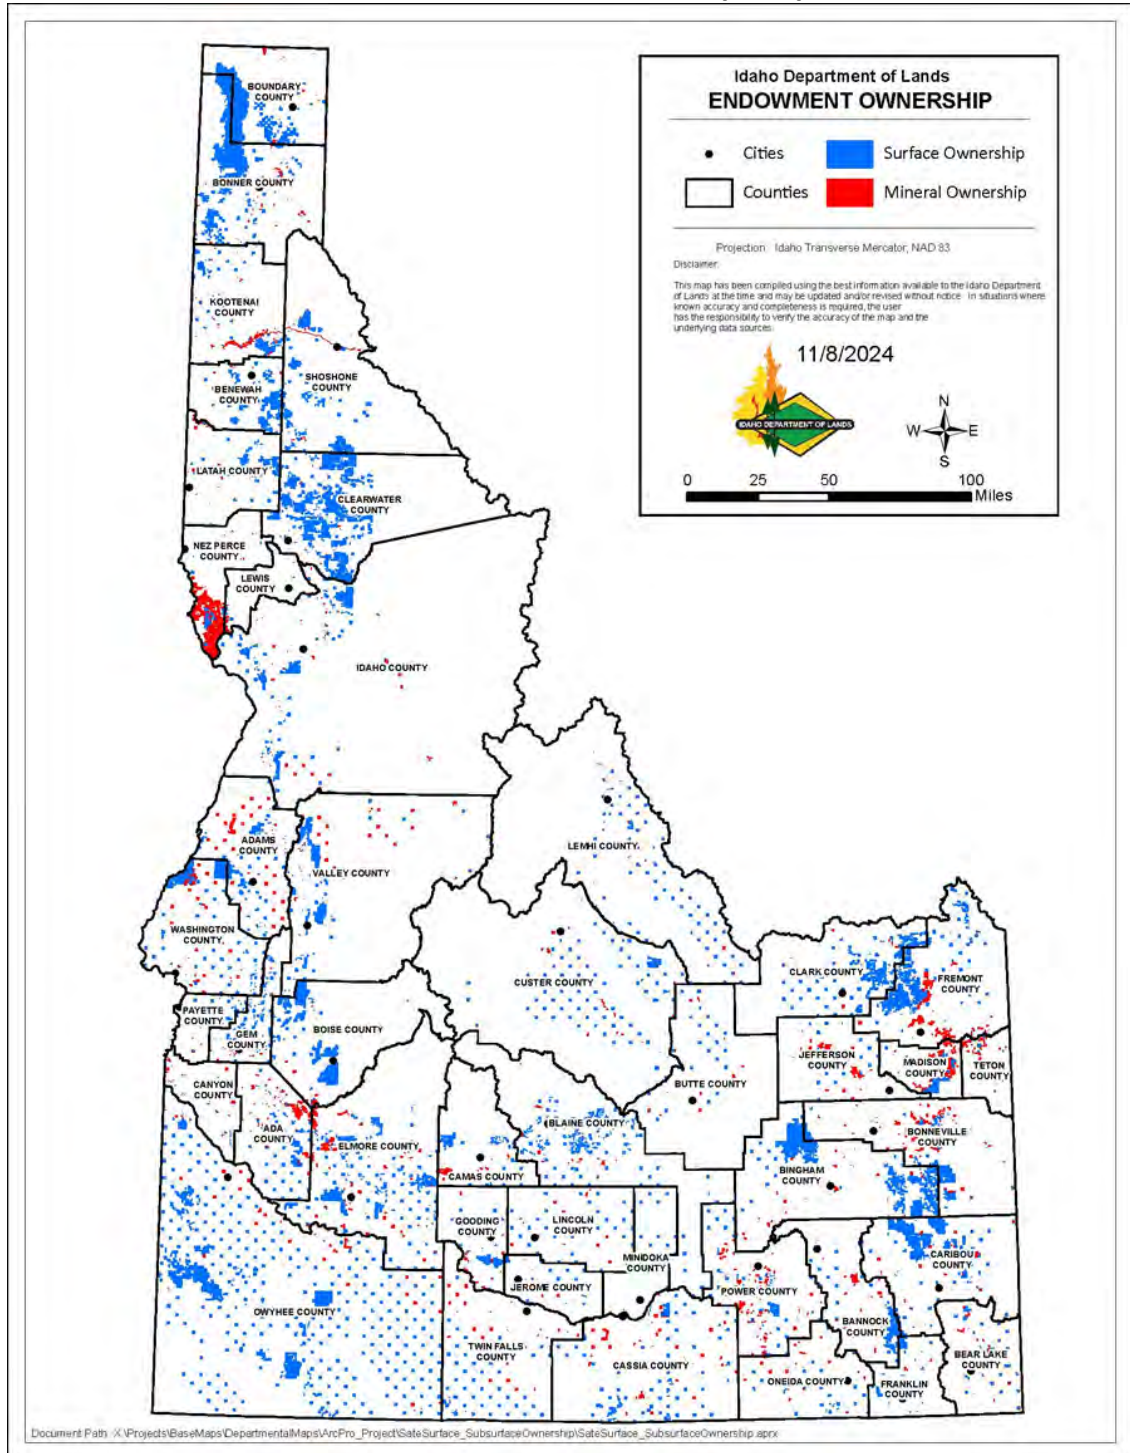 Idaho Department of Lands
ENDOWMENT OWNERSHIP
Cities
Surface Ownership
Counties
Mineral Ownership
Projection: Idaho Transverse Mercator, NAD 83
Disclaimer:
This map has been compiled using the best information available to the Idaho Department
of Lands at the time and may be updated and/or revised without notice. In situations where
known accuracy and completeness is required, the user
has the responsibility to verify the accuracy of the map and the
underlying data sources.
11/8/2024
IDAHO DEPARTMENT OF LANDS
N
W E
S
0 25 50 100
Miles
BOUNDARY
COUNTY
BONNER COUNTY
KOOTENAI
COUNTY
SHOSHONE
COUNTY
BENEWAH
COUNTY
LATAH COUNTY
CLEARWATER
COUNTY
NEZ PERCE
COUNTY
LEWIS
COUNTY
IDAHO COUNTY
ADAMS
COUNTY
LEMHI COUNTY
VALLEY COUNTY
WASHINGTON
COUNTY
CUSTER COUNTY
CLARK COUNTY
FREMONT
COUNTY
PAYETTE
COUNTY
GEM
COUNTY
BOISE COUNTY
JEFFERSON
COUNTY
MADISON
COUNTY
TETON
COUNTY
CANYON
COUNTY
BUTTE COUNTY
ADA
COUNTY
ELMORE COUNTY
BLAINE COUNTY
BONNEVILLE
COUNTY
CAMAS COUNTY
BINGHAM
COUNTY
GOODING
COUNTY
LINCOLN
COUNTY
MINIDOKA
COUNTY
CARIBOU
COUNTY
JEROME COUNTY
POWER COUNTY
OWYHEE COUNTY
BANNOCK
COUNTY
TWIN FALLS
COUNTY
CASSIA COUNTY
BEAR LAKE
COUNTY
ONEIDA COUNTY
FRANKLIN
COUNTY
Document Path: X:\Projects\BaseMaps\DepartmentalMaps\ArcPro_Project\SateSurface_SubsurfaceOwnership\SateSurface_SubsurfaceOwnership.aprx